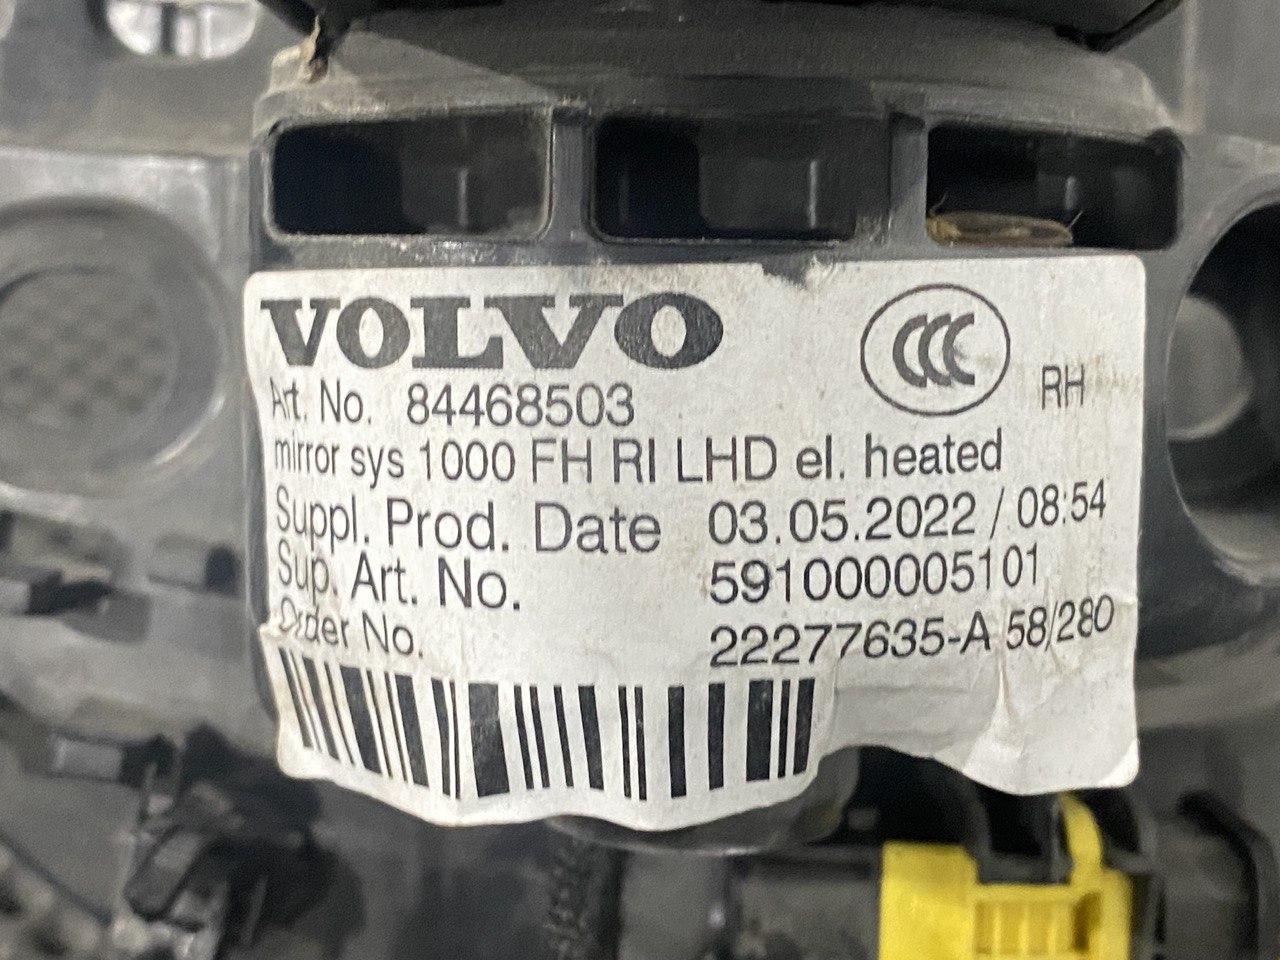 VOLVO
CCC
Art. No. 84468503
RH
mirror sys 1000 FH RI LHD el. heated
Suppl. Prod. Date 03.05.2022 / 08:54
Sup. Art. No. 591000005101
Order No. 22277635-A 58/280